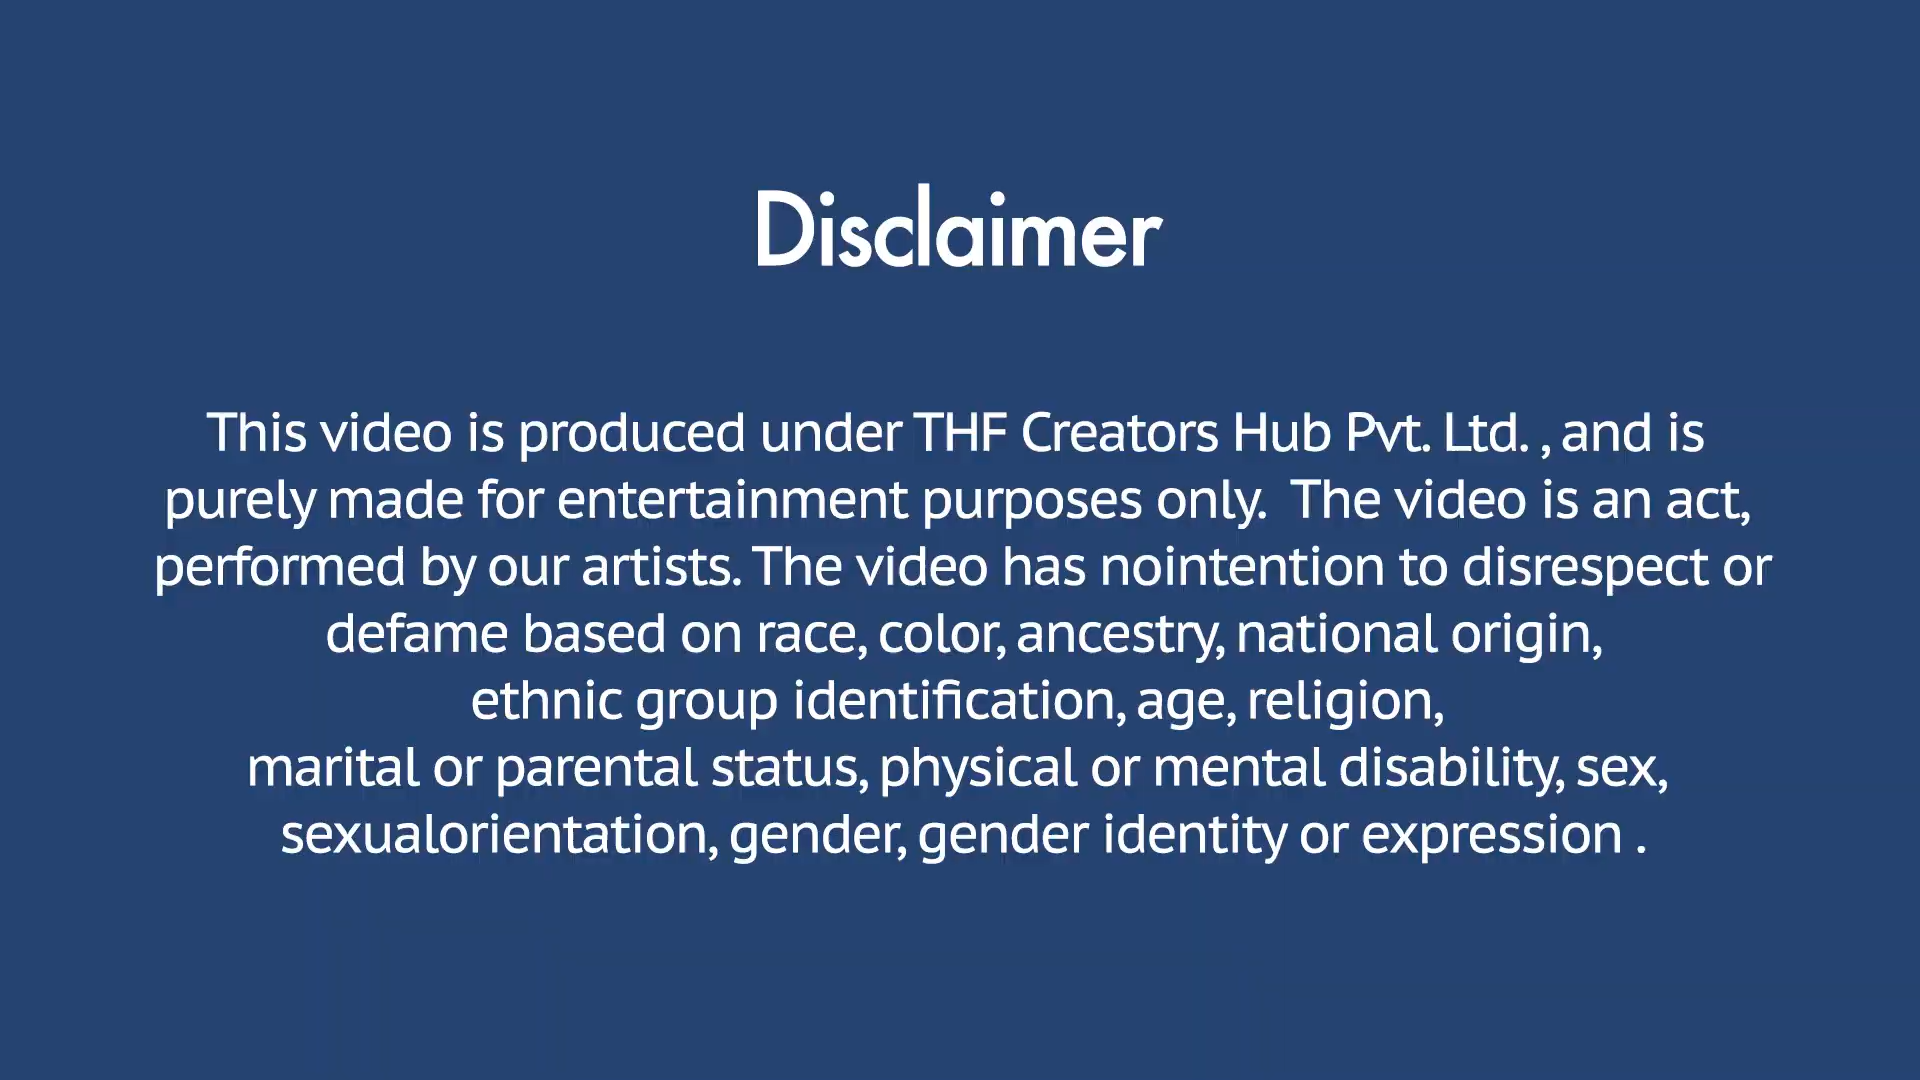 Disclaimer
This video is produced under THF Creators Hub Pvt. Ltd. , and is
purely made for entertainment purposes only.  The video is an act,
performed by our artists. The video has nointention to disrespect or
defame based on race, color, ancestry, national origin,
ethnic group identification, age, religion,
marital or parental status, physical or mental disability, sex,
sexualorientation, gender, gender identity or expression .